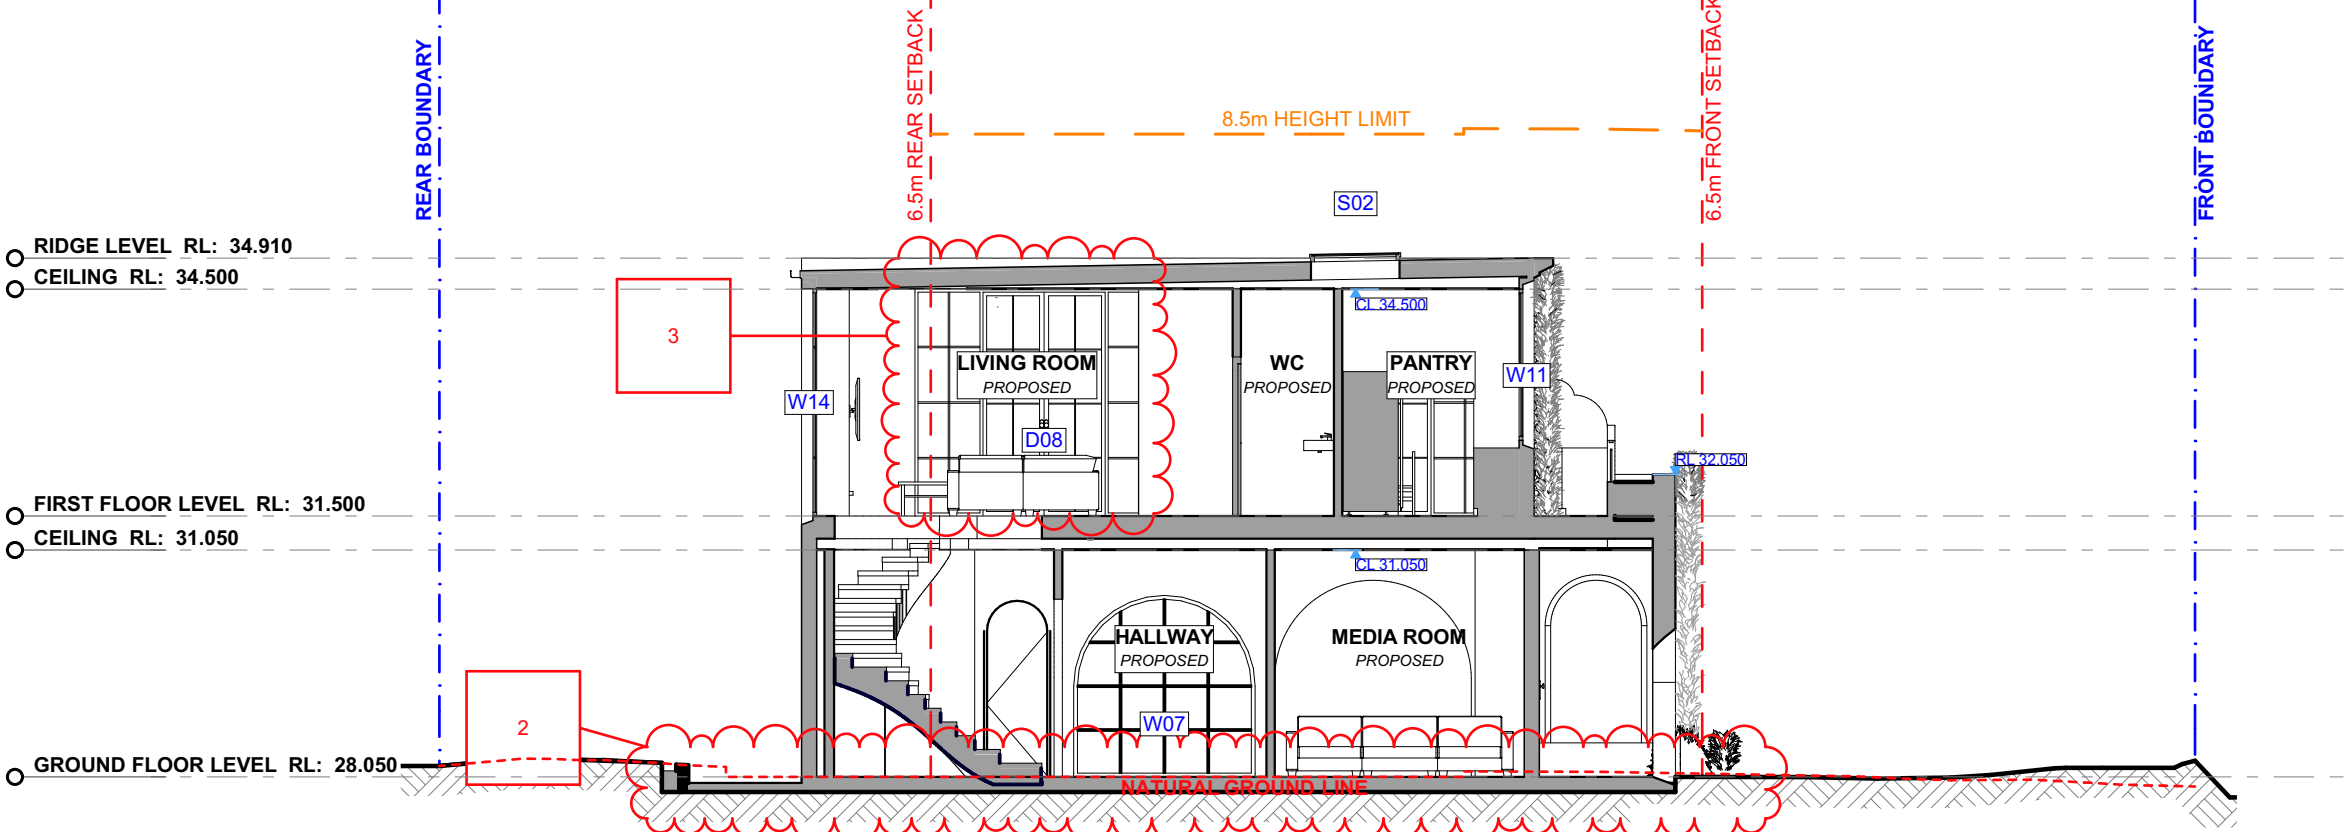 REAR BOUNDARY
6.5m REAR SETBACK
8.5m HEIGHT LIMIT
6.5m FRONT SETBACK
FRONT BOUNDARY
S02
RIDGE LEVEL RL: 34.910
CEILING RL: 34.500
CL 34.500
3
LIVING ROOM
PROPOSED
WC
PROPOSED
PANTRY
PROPOSED
W11
W14
D08
RL 32.050
FIRST FLOOR LEVEL RL: 31.500
CEILING RL: 31.050
CL 31.050
HALLWAY
PROPOSED
MEDIA ROOM
PROPOSED
W07
2
GROUND FLOOR LEVEL RL: 28.050
NATURAL GROUND LINE